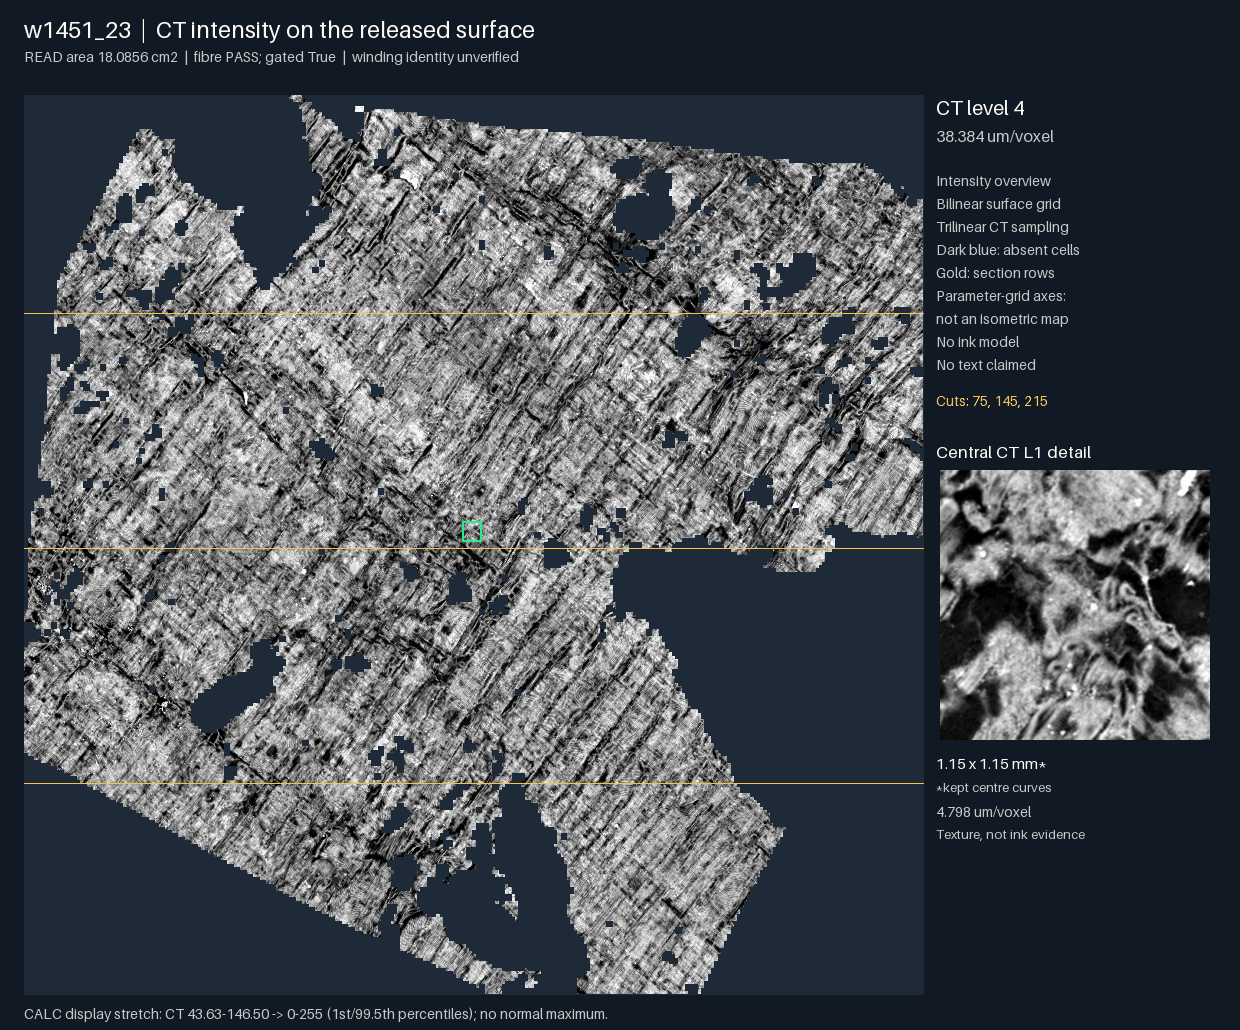 w1451_23 | CT intensity on the released surface
READ area 18.0856 cm2 | fibre PASS; gated True | winding identity unverified
CT level 4
38.384 um/voxel
Intensity overview
Bilinear surface grid
Trilinear CT sampling
Dark blue: absent cells
Gold: section rows
Parameter-grid axes:
not an isometric map
No ink model
No text claimed
Cuts: 75, 145, 215
Central CT L1 detail
1.15 x 1.15 mm*
*kept centre curves
4.798 um/voxel
Texture, not ink evidence
CALC display stretch: CT 43.63-146.50 -> 0-255 (1st/99.5th percentiles); no normal maximum.